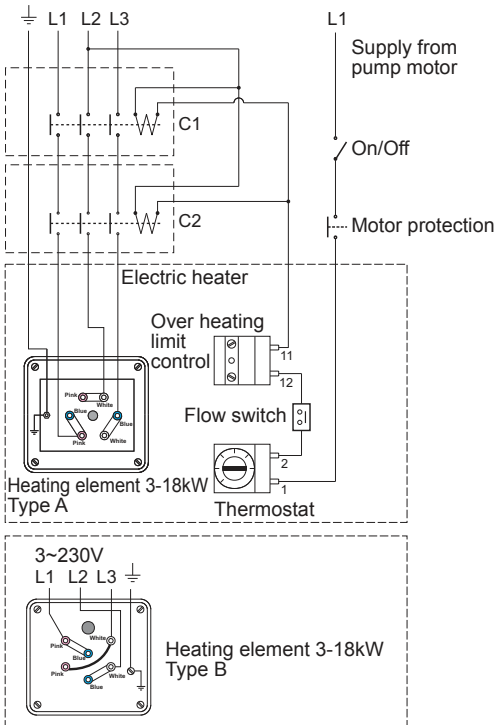 L1 L2 L3
L1
Supply from
pump motor
C1
On/Off
C2
Motor protection
Electric heater
Over heating
limit
control
11
12
Pink
White
Blue
Blue
Pink
White
Flow switch
2
1
Heating element 3-18kW
Type A
Thermostat
3~230V
L1 L2 L3
White
Pink
Blue
Pink
White
Blue
Heating element 3-18kW
Type B